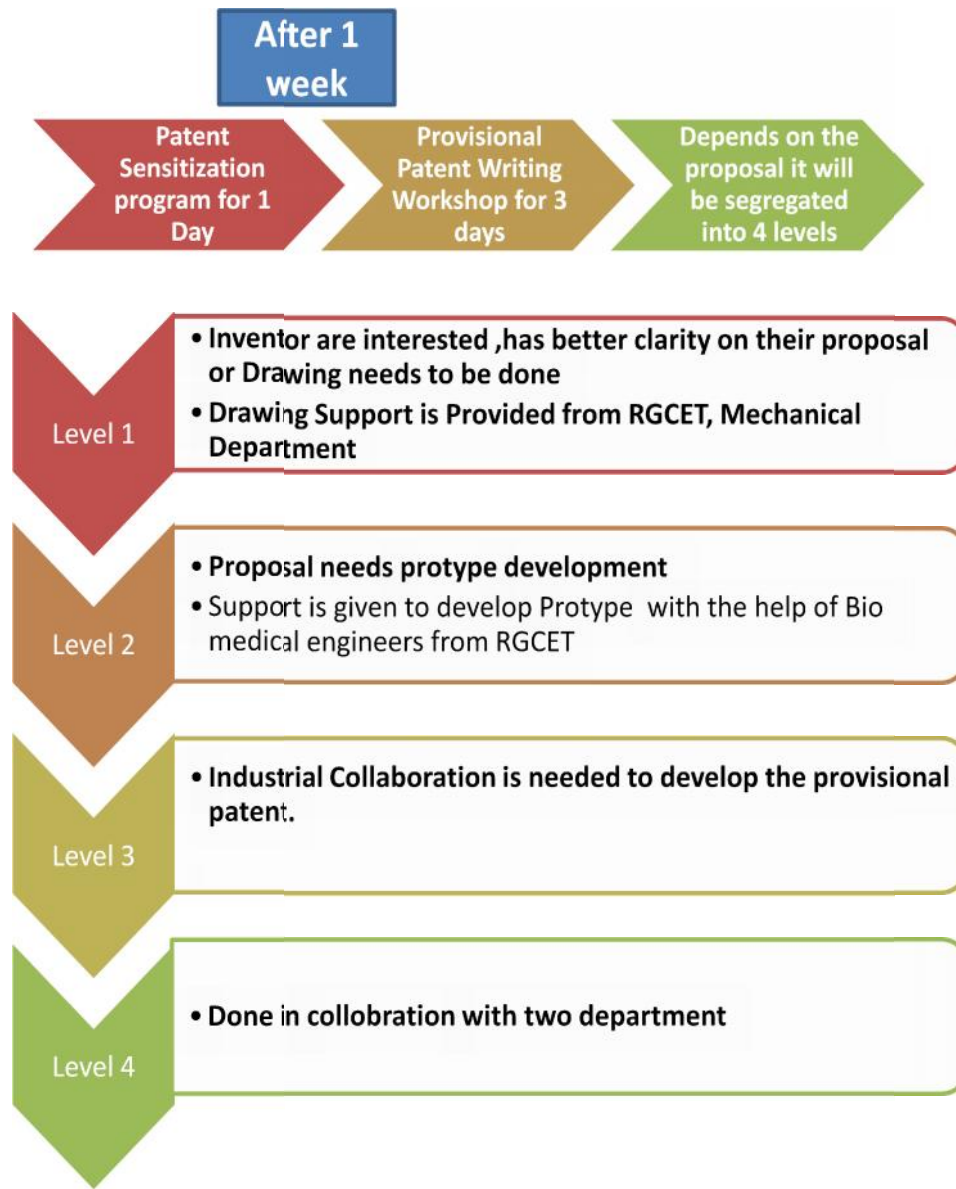 After 1
week
Patent
Sensitization
program for 1
Day
Provisional
Patent Writing
Workshop for 3
days
Depends on the
proposal it will
be segregated
into 4 levels
Level 1
• Inventor are interested ,has better clarity on their proposal
or Drawing needs to be done
• Drawing Support is Provided from RGCET, Mechanical
Department
Level 2
• Proposal needs protype development
• Support is given to develop Protype with the help of Bio
medical engineers from RGCET
Level 3
• Industrial Collaboration is needed to develop the provisional
patent.
Level 4
• Done in collobration with two department